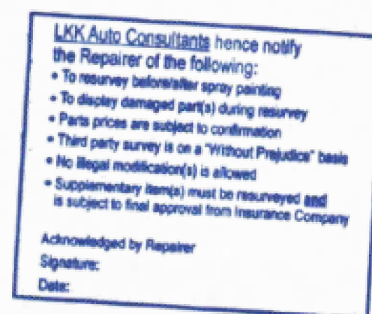 LKK Auto Consultants hence notify
the Repairer of the following:
• To resurvey before/after spray painting
• To display damaged part(s) during resurvey
• Parts prices are subject to confirmation
• Third party survey is on a "Without Prejudice" basis
• No illegal modification(s) is allowed
• Supplementary item(s) must be resurveyed and
is subject to final approval from Insurance Company
Acknowledged by Repairer
Signature:
Date: